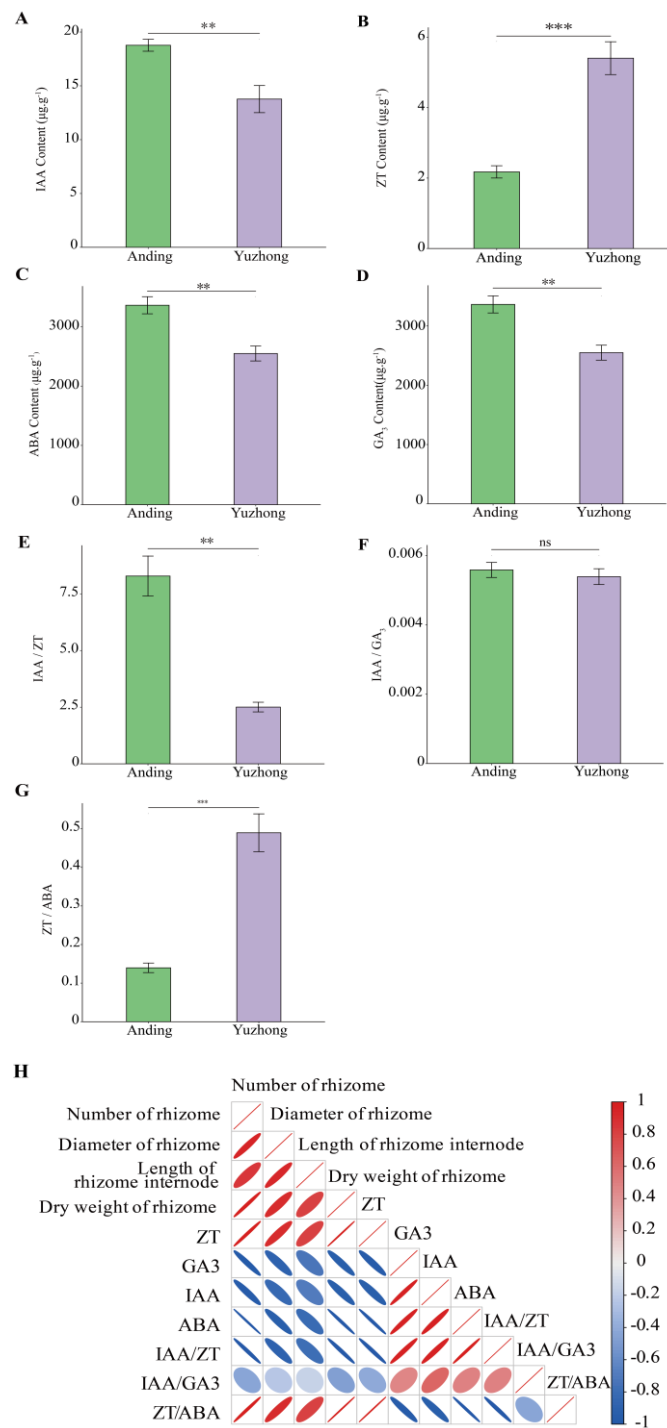 A
**
20
15
10
5
0
IAA Content (μg.g⁻¹)
Anding
Yuzhong
B
***
6
4
2
0
ZT Content(μg.g⁻¹)
Anding
Yuzhong
C
**
3000
2000
1000
0
ABA Content (μg.g⁻¹)
Anding
Yuzhong
D
**
3000
2000
1000
0
GA₃ Content(μg.g⁻¹)
Anding
Yuzhong
E
**
7.5
5.0
2.5
0
IAA / ZT
Anding
Yuzhong
F
ns
0.006
0.004
0.002
0
IAA / GA₃
Anding
Yuzhong
G
***
0.5
0.4
0.3
0.2
0.1
0
ZT / ABA
Anding
Yuzhong
H
Number of rhizome
Number of rhizome
Diameter of rhizome
Diameter of rhizome
Length of rhizome internode
Length of
rhizome internode
Dry weight of rhizome
Dry weight of rhizome
ZT
ZT
GA3
GA3
IAA
IAA
ABA
ABA
IAA/ZT
IAA/ZT
IAA/GA3
IAA/GA3
ZT/ABA
ZT/ABA
1
0.8
0.6
0.4
0.2
0
-0.2
-0.4
-0.6
-0.8
-1